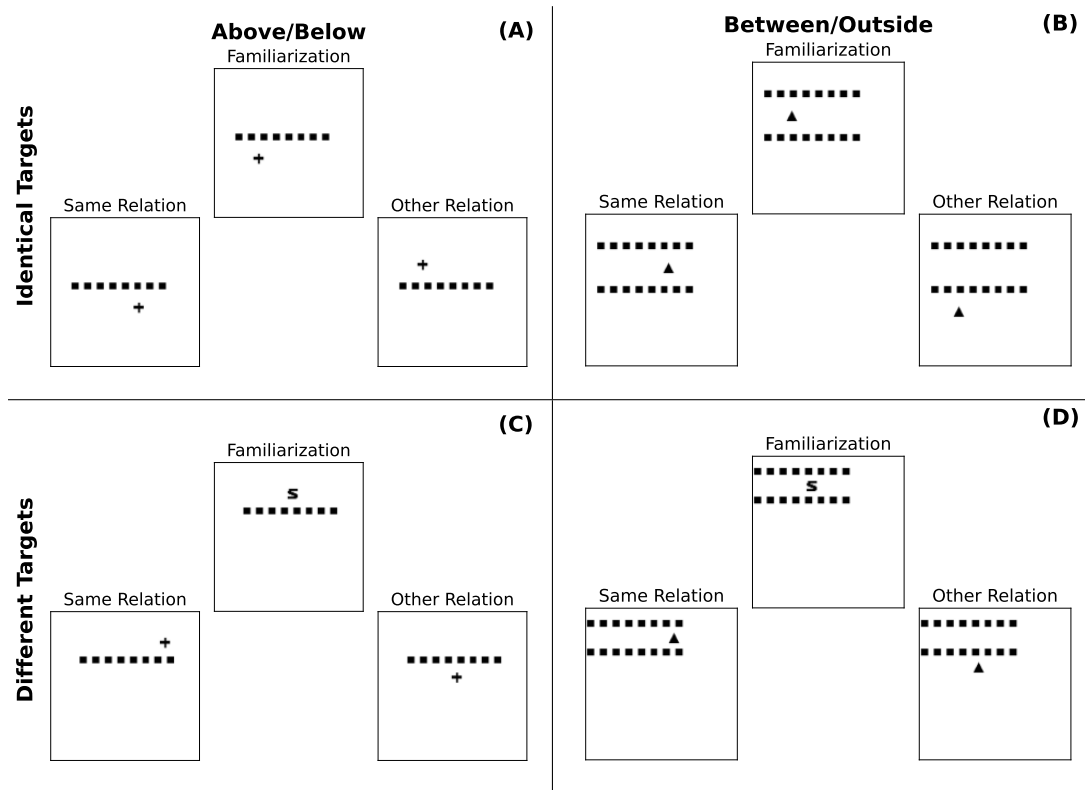 Above/Below
(A)
Between/Outside
(B)
Familiarization
Familiarization
Identical Targets
Same Relation
Other Relation
Same Relation
Other Relation
(C)
(D)
Familiarization
S
Familiarization
S
Different Targets
Same Relation
Other Relation
Same Relation
Other Relation